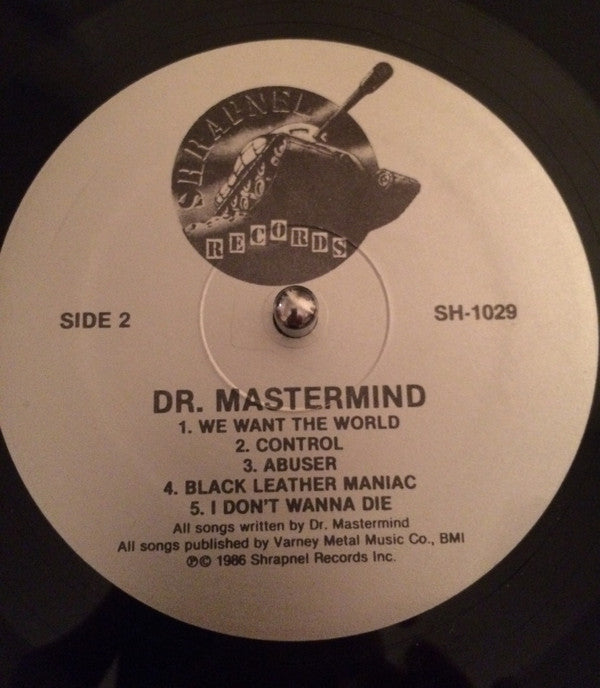 SHRAPNEL
RECORDS
SIDE 2
SH-1029
DR. MASTERMIND
1. WE WANT THE WORLD
2. CONTROL
3. ABUSER
4. BLACK LEATHER MANIAC
5. I DON'T WANNA DIE
All songs written by Dr. Mastermind
All songs published by Varney Metal Music Co., BMI
℗© 1986 Shrapnel Records Inc.